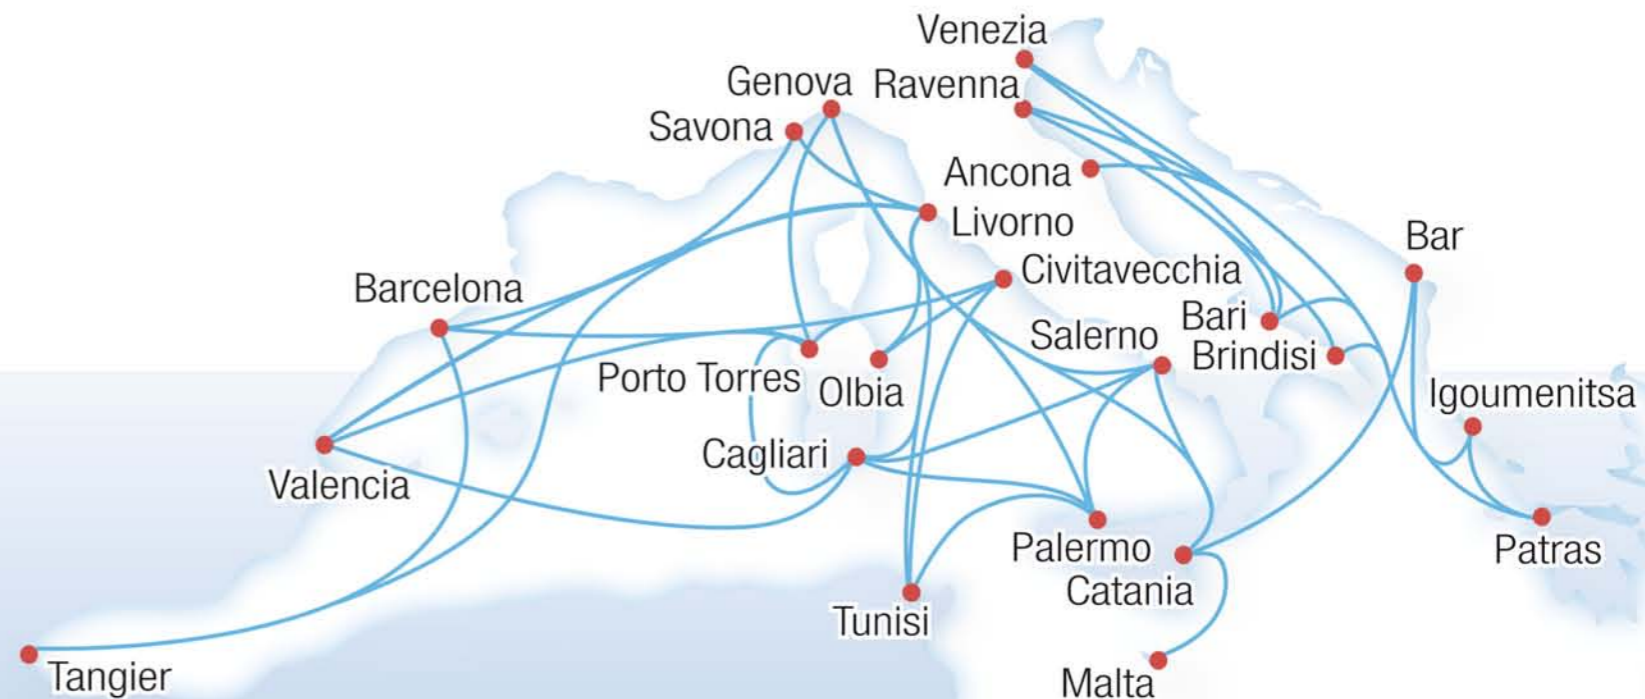 Venezia
Genova
Ravenna
Savona
Ancona
Livorno
Bar
Civitavecchia
Barcelona
Bari
Salerno
Brindisi
Porto Torres
Olbia
Igoumenitsa
Cagliari
Valencia
Palermo
Patras
Catania
Tunisi
Tangier
Malta